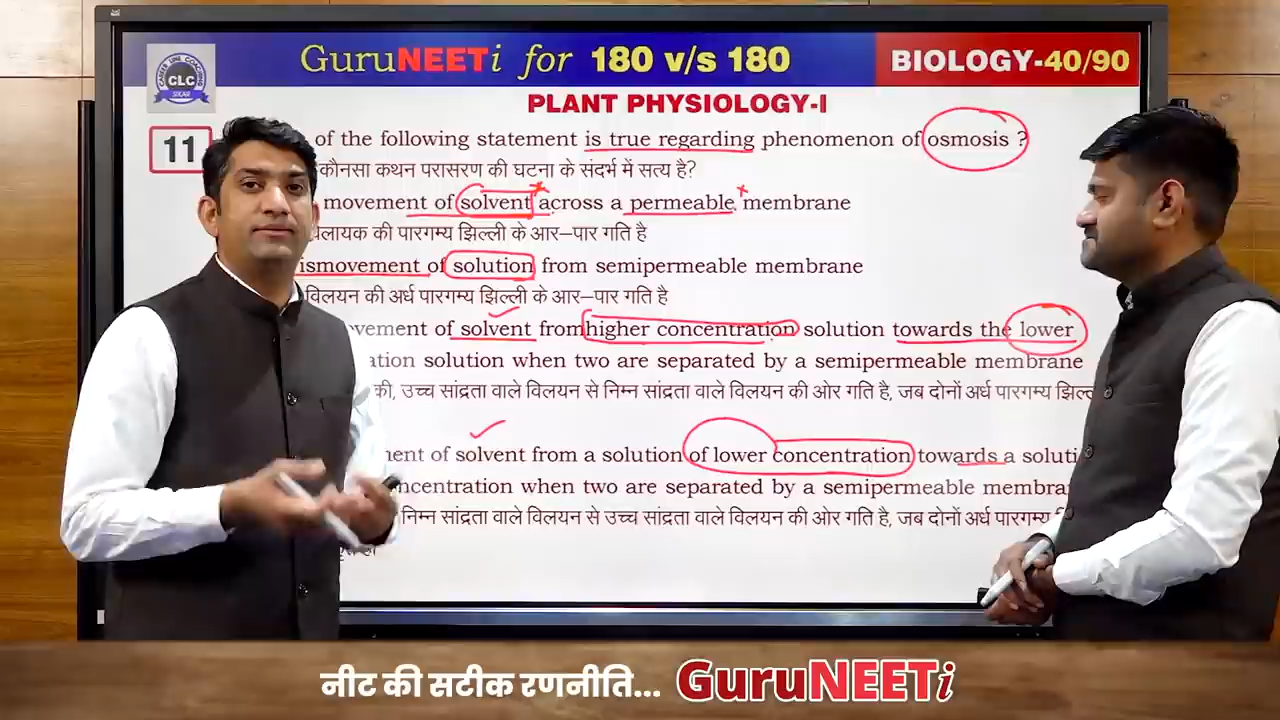 GuruNEETi for 180 v/s 180
BIOLOGY-40/90
CLC
SIKAR
PLANT PHYSIOLOGY-I
11
of the following statement is true regarding phenomenon of osmosis ?
कौनसा कथन परासरण की घटना के संदर्भ में सत्य है?
movement of solvent across a permeable membrane
की पारगम्य झिल्ली के आर–पार गति है
ismovement of solution from semipermeable membrane
विलयन की अर्ध पारगम्य झिल्ली के आर–पार गति है
vement of solvent from higher concentration solution towards the lower
ation solution when two are separated by a semipermeable membrane
की, उच्च सांद्रता वाले विलयन से निम्न सांद्रता वाले विलयन की ओर गति है, जब दोनों अर्ध पारगम्य
ment of solvent from a solution of lower concentration towards a soluti
ncentration when two are separated by a semipermeable membra
निम्न सांद्रता वाले विलयन से उच्च सांद्रता वाले विलयन की ओर गति है, जब दोनों अर्ध पारगम्य
नीट की सटीक रणनीति... GuruNEETi